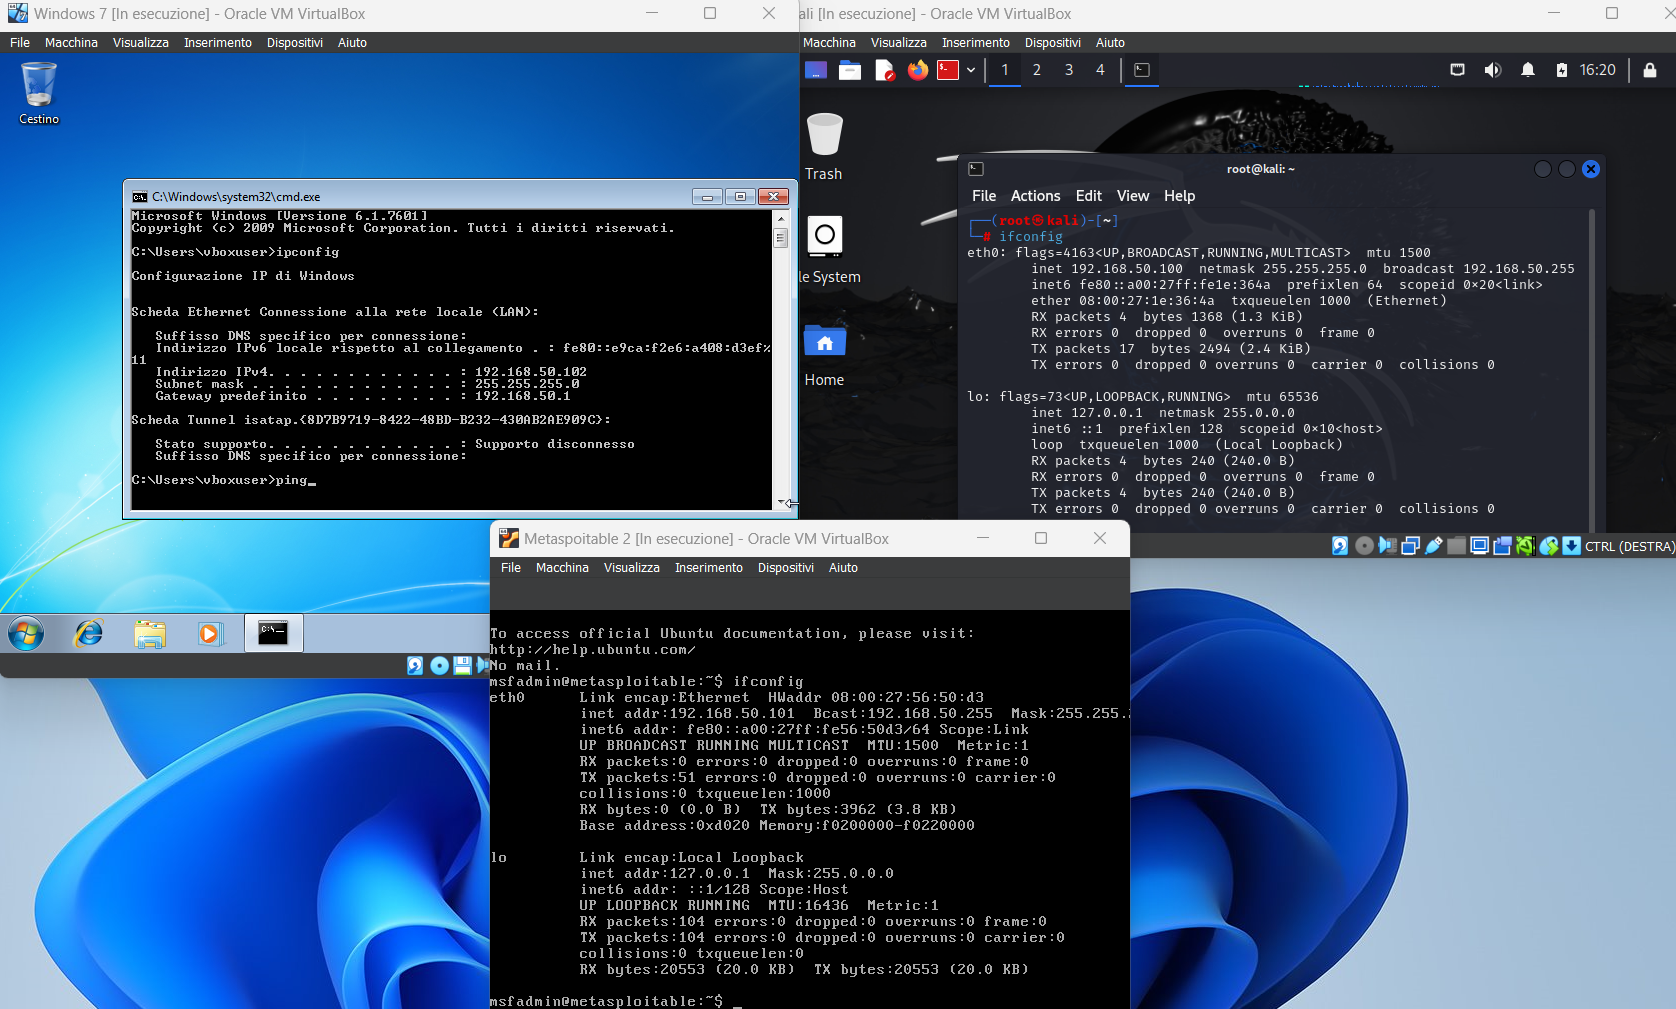 Windows 7 [In esecuzione] - Oracle VM VirtualBox
File Macchina Visualizza Inserimento Dispositivi Aiuto
Cestino
C:\Windows\system32\cmd.exe
Microsoft Windows [Versione 6.1.7601]
Copyright (c) 2009 Microsoft Corporation. Tutti i diritti riservati.
C:\Users\vboxuser>ipconfig
Configurazione IP di Windows
Scheda Ethernet Connessione alla rete locale (LAN):
Suffisso DNS specifico per connessione:
Indirizzo IPv6 locale rispetto al collegamento . : fe80::e9ca:f2e6:a408:d3ef%
11
Indirizzo IPv4. . . . . . . . . . . . : 192.168.50.102
Subnet mask . . . . . . . . . . . . . : 255.255.255.0
Gateway predefinito . . . . . . . . . : 192.168.50.1
Scheda Tunnel isatap.{8D7B9719-8422-48BD-B232-430AB2AE909C}:
Stato supporto. . . . . . . . . . . . : Supporto disconnesso
Suffisso DNS specifico per connessione:
C:\Users\vboxuser>ping_
ali [In esecuzione] - Oracle VM VirtualBox
Macchina Visualizza Inserimento Dispositivi Aiuto
1 2 3 4
16:20
Trash
le System
Home
root@kali: ~
File Actions Edit View Help
┌──(root㉿kali)-[~]
└─# ifconfig
eth0: flags=4163<UP,BROADCAST,RUNNING,MULTICAST> mtu 1500
inet 192.168.50.100 netmask 255.255.255.0 broadcast 192.168.50.255
inet6 fe80::a00:27ff:fe1e:364a prefixlen 64 scopeid 0×20<link>
ether 08:00:27:1e:36:4a txqueuelen 1000 (Ethernet)
RX packets 4 bytes 1368 (1.3 KiB)
RX errors 0 dropped 0 overruns 0 frame 0
TX packets 17 bytes 2494 (2.4 KiB)
TX errors 0 dropped 0 overruns 0 carrier 0 collisions 0
lo: flags=73<UP,LOOPBACK,RUNNING> mtu 65536
inet 127.0.0.1 netmask 255.0.0.0
inet6 ::1 prefixlen 128 scopeid 0×10<host>
loop txqueuelen 1000 (Local Loopback)
RX packets 4 bytes 240 (240.0 B)
RX errors 0 dropped 0 overruns 0 frame 0
TX packets 4 bytes 240 (240.0 B)
TX errors 0 dropped 0 overruns 0 carrier 0 collisions 0
CTRL (DESTRA)
Metaspoitable 2 [In esecuzione] - Oracle VM VirtualBox
File Macchina Visualizza Inserimento Dispositivi Aiuto
To access official Ubuntu documentation, please visit:
http://help.ubuntu.com/
No mail.
msfadmin@metasploitable:~$ ifconfig
eth0 Link encap:Ethernet HWaddr 08:00:27:56:50:d3
inet addr:192.168.50.101 Bcast:192.168.50.255 Mask:255.255.
inet6 addr: fe80::a00:27ff:fe56:50d3/64 Scope:Link
UP BROADCAST RUNNING MULTICAST MTU:1500 Metric:1
RX packets:0 errors:0 dropped:0 overruns:0 frame:0
TX packets:51 errors:0 dropped:0 overruns:0 carrier:0
collisions:0 txqueuelen:1000
RX bytes:0 (0.0 B) TX bytes:3962 (3.8 KB)
Base address:0xd020 Memory:f0200000-f0220000
lo Link encap:Local Loopback
inet addr:127.0.0.1 Mask:255.0.0.0
inet6 addr: ::1/128 Scope:Host
UP LOOPBACK RUNNING MTU:16436 Metric:1
RX packets:104 errors:0 dropped:0 overruns:0 frame:0
TX packets:104 errors:0 dropped:0 overruns:0 carrier:0
collisions:0 txqueuelen:0
RX bytes:20553 (20.0 KB) TX bytes:20553 (20.0 KB)
msfadmin@metasploitable:~$ _